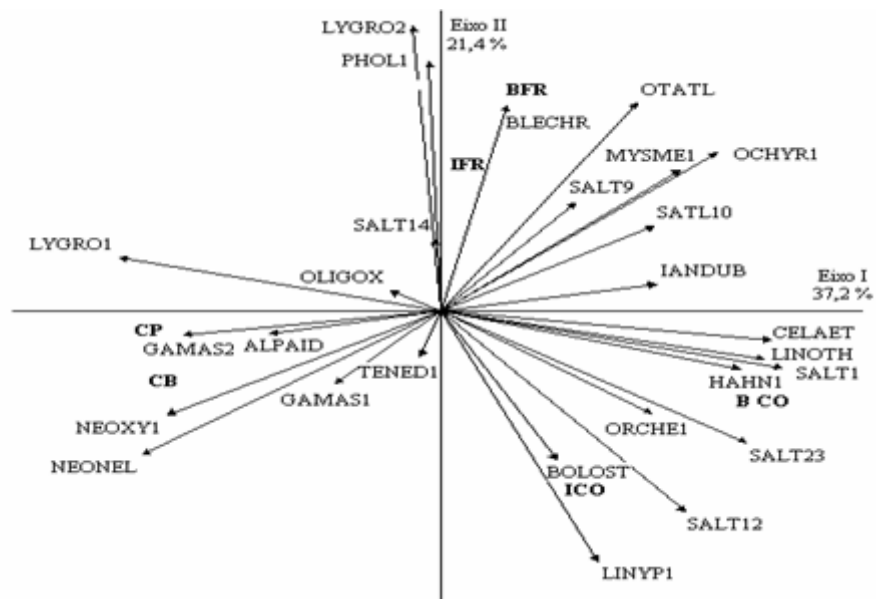 LYGRO2
Eixo II
21,4 %
PHOL1
BFR
OTATL
BLECHR
IFR
MYSME1
OCHYR1
SALT9
SATL10
SALT14
LYGRO1
OLIGOX
IANDUB
Eixo I
37,2 %
CP
GAMAS2
ALPAID
CELAET
LINOTH
TENED1
HAHN1
SALT1
CB
GAMAS1
B CO
NEOXY1
ORCHE1
NEONEL
SALT23
BOLOST
ICO
SALT12
LINYP1